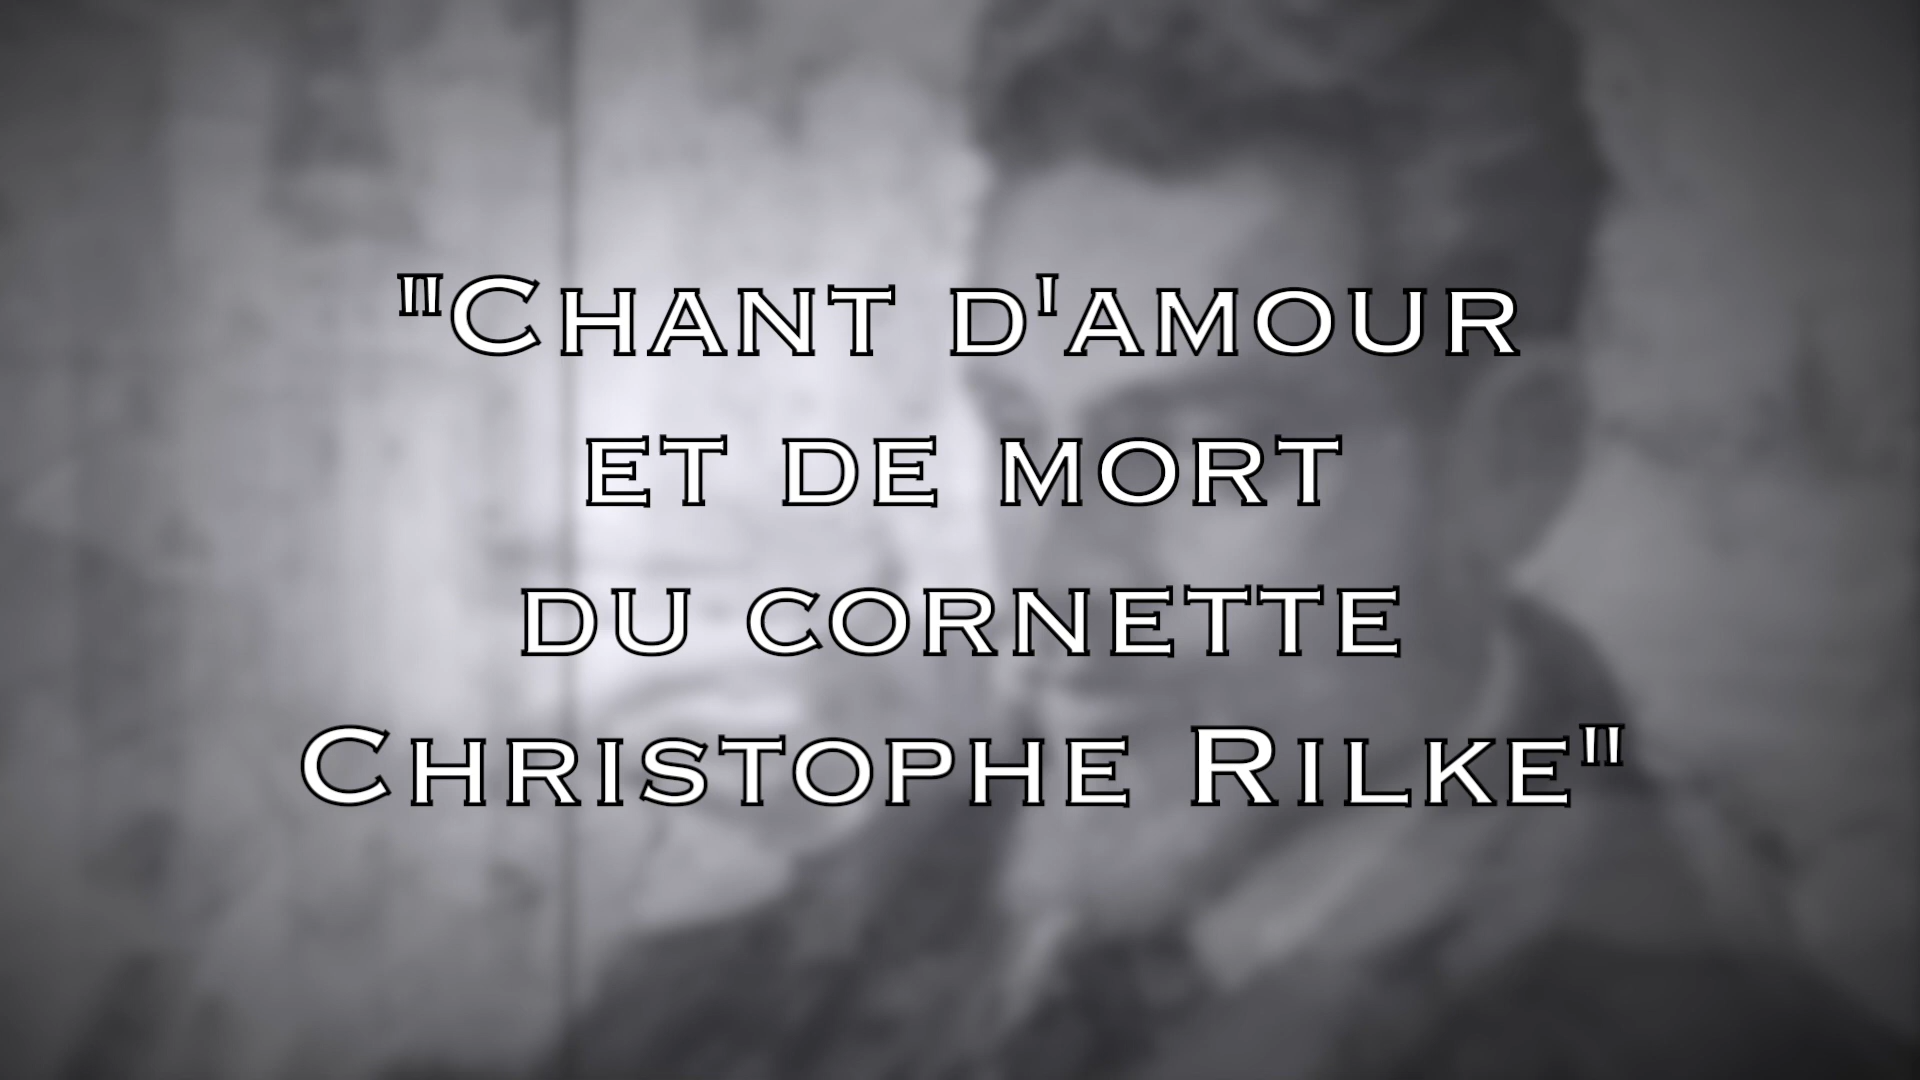 "Chant d'amour
et de mort
du cornette
Christophe Rilke"